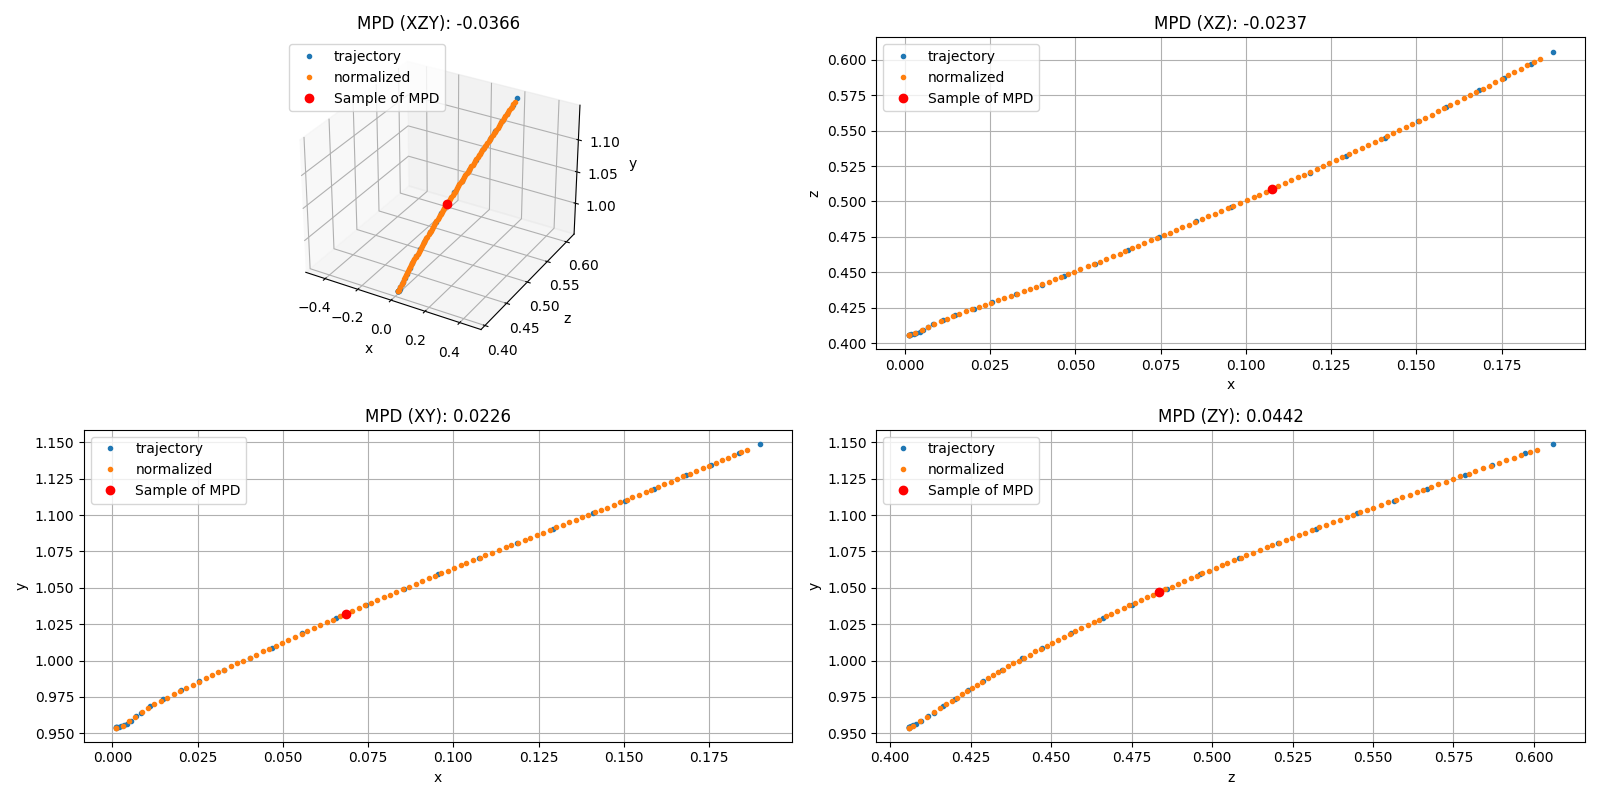 MPD (XZY): -0.0366
trajectory
normalized
Sample of MPD
1.10
1.05
1.00
y
−0.4
−0.2
0.0
0.2
0.4
x
0.60
0.55
0.50
0.45
0.40
z
MPD (XZ): -0.0237
trajectory
normalized
Sample of MPD
0.600
0.575
0.550
0.525
0.500
0.475
0.450
0.425
0.400
z
0.000 0.025 0.050 0.075 0.100 0.125 0.150 0.175
x
MPD (XY): 0.0226
trajectory
normalized
Sample of MPD
1.150
1.125
1.100
1.075
1.050
1.025
1.000
0.975
0.950
y
0.000 0.025 0.050 0.075 0.100 0.125 0.150 0.175
x
MPD (ZY): 0.0442
trajectory
normalized
Sample of MPD
1.150
1.125
1.100
1.075
1.050
1.025
1.000
0.975
0.950
y
0.400 0.425 0.450 0.475 0.500 0.525 0.550 0.575 0.600
z